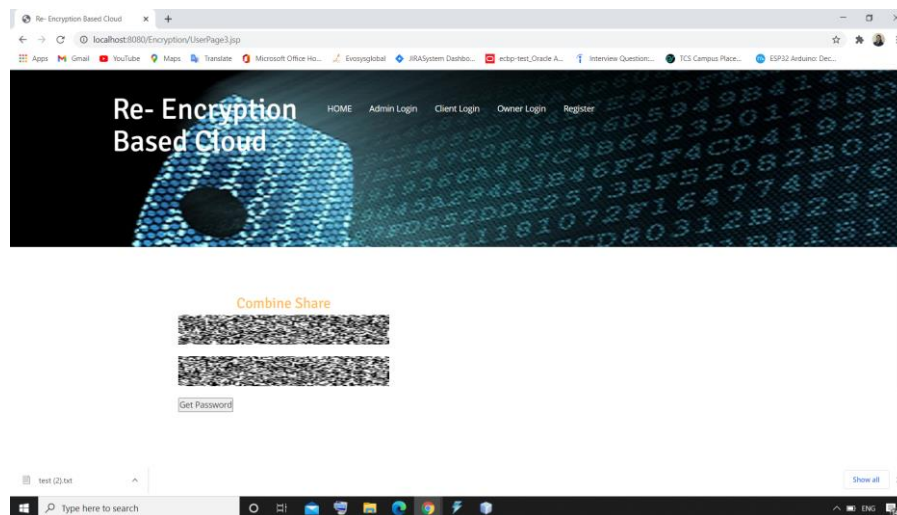 Re- Encryption Based Cloud
localhost:8080/Encryption/UserPage3.jsp
Apps Gmail YouTube Maps Translate Microsoft Office Ho... Evosysglobal JIRASystem Dashbo... ecbp-test_Oracle A... Interview Question:... TCS Campus Place... ESP32 Arduino: Dec...
Re- Encryption
Based Cloud
HOME Admin Login Client Login Owner Login Register
Combine Share
Get Password
test (2).txt
Show all
Type here to search
ENG